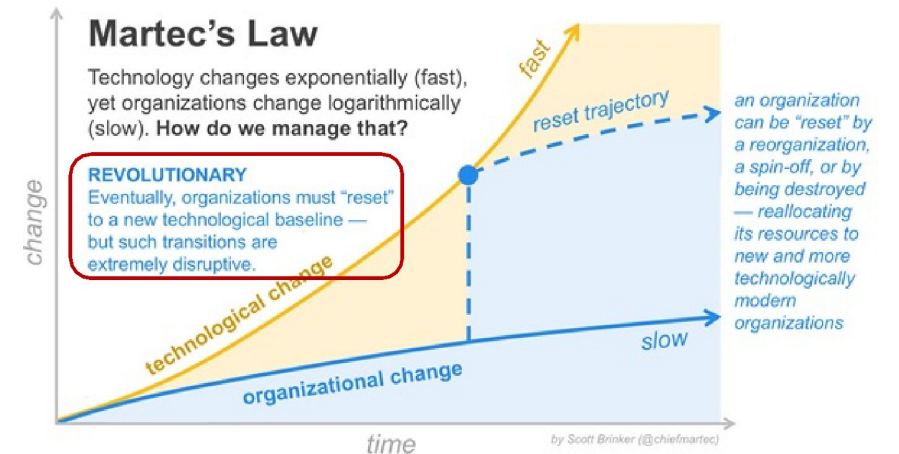 Martec's Law
Technology changes exponentially (fast),
yet organizations change logarithmically
(slow). How do we manage that?
REVOLUTIONARY
Eventually, organizations must “reset”
to a new technological baseline —
but such transitions are
extremely disruptive.
change
technological change
fast
reset trajectory
an organization
can be “reset” by
a reorganization,
a spin-off, or by
being destroyed
— reallocating
its resources to
new and more
technologically
modern
organizations
organizational change
slow
time
by Scott Brinker (@chiefmartec)